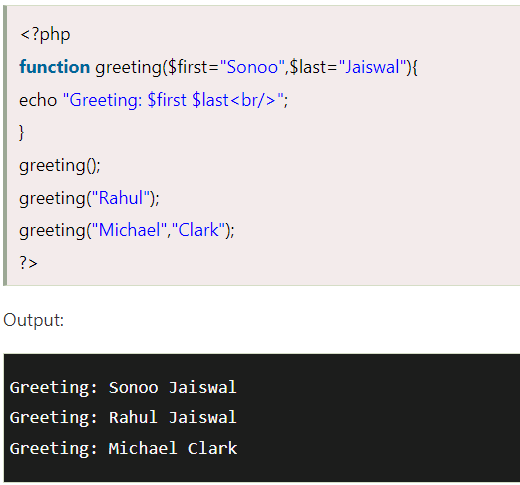 <?php
function greeting($first="Sonoo",$last="Jaiswal"){
echo "Greeting: $first $last<br/>";
}
greeting();
greeting("Rahul");
greeting("Michael","Clark");
?>
Output:
Greeting: Sonoo Jaiswal
Greeting: Rahul Jaiswal
Greeting: Michael Clark